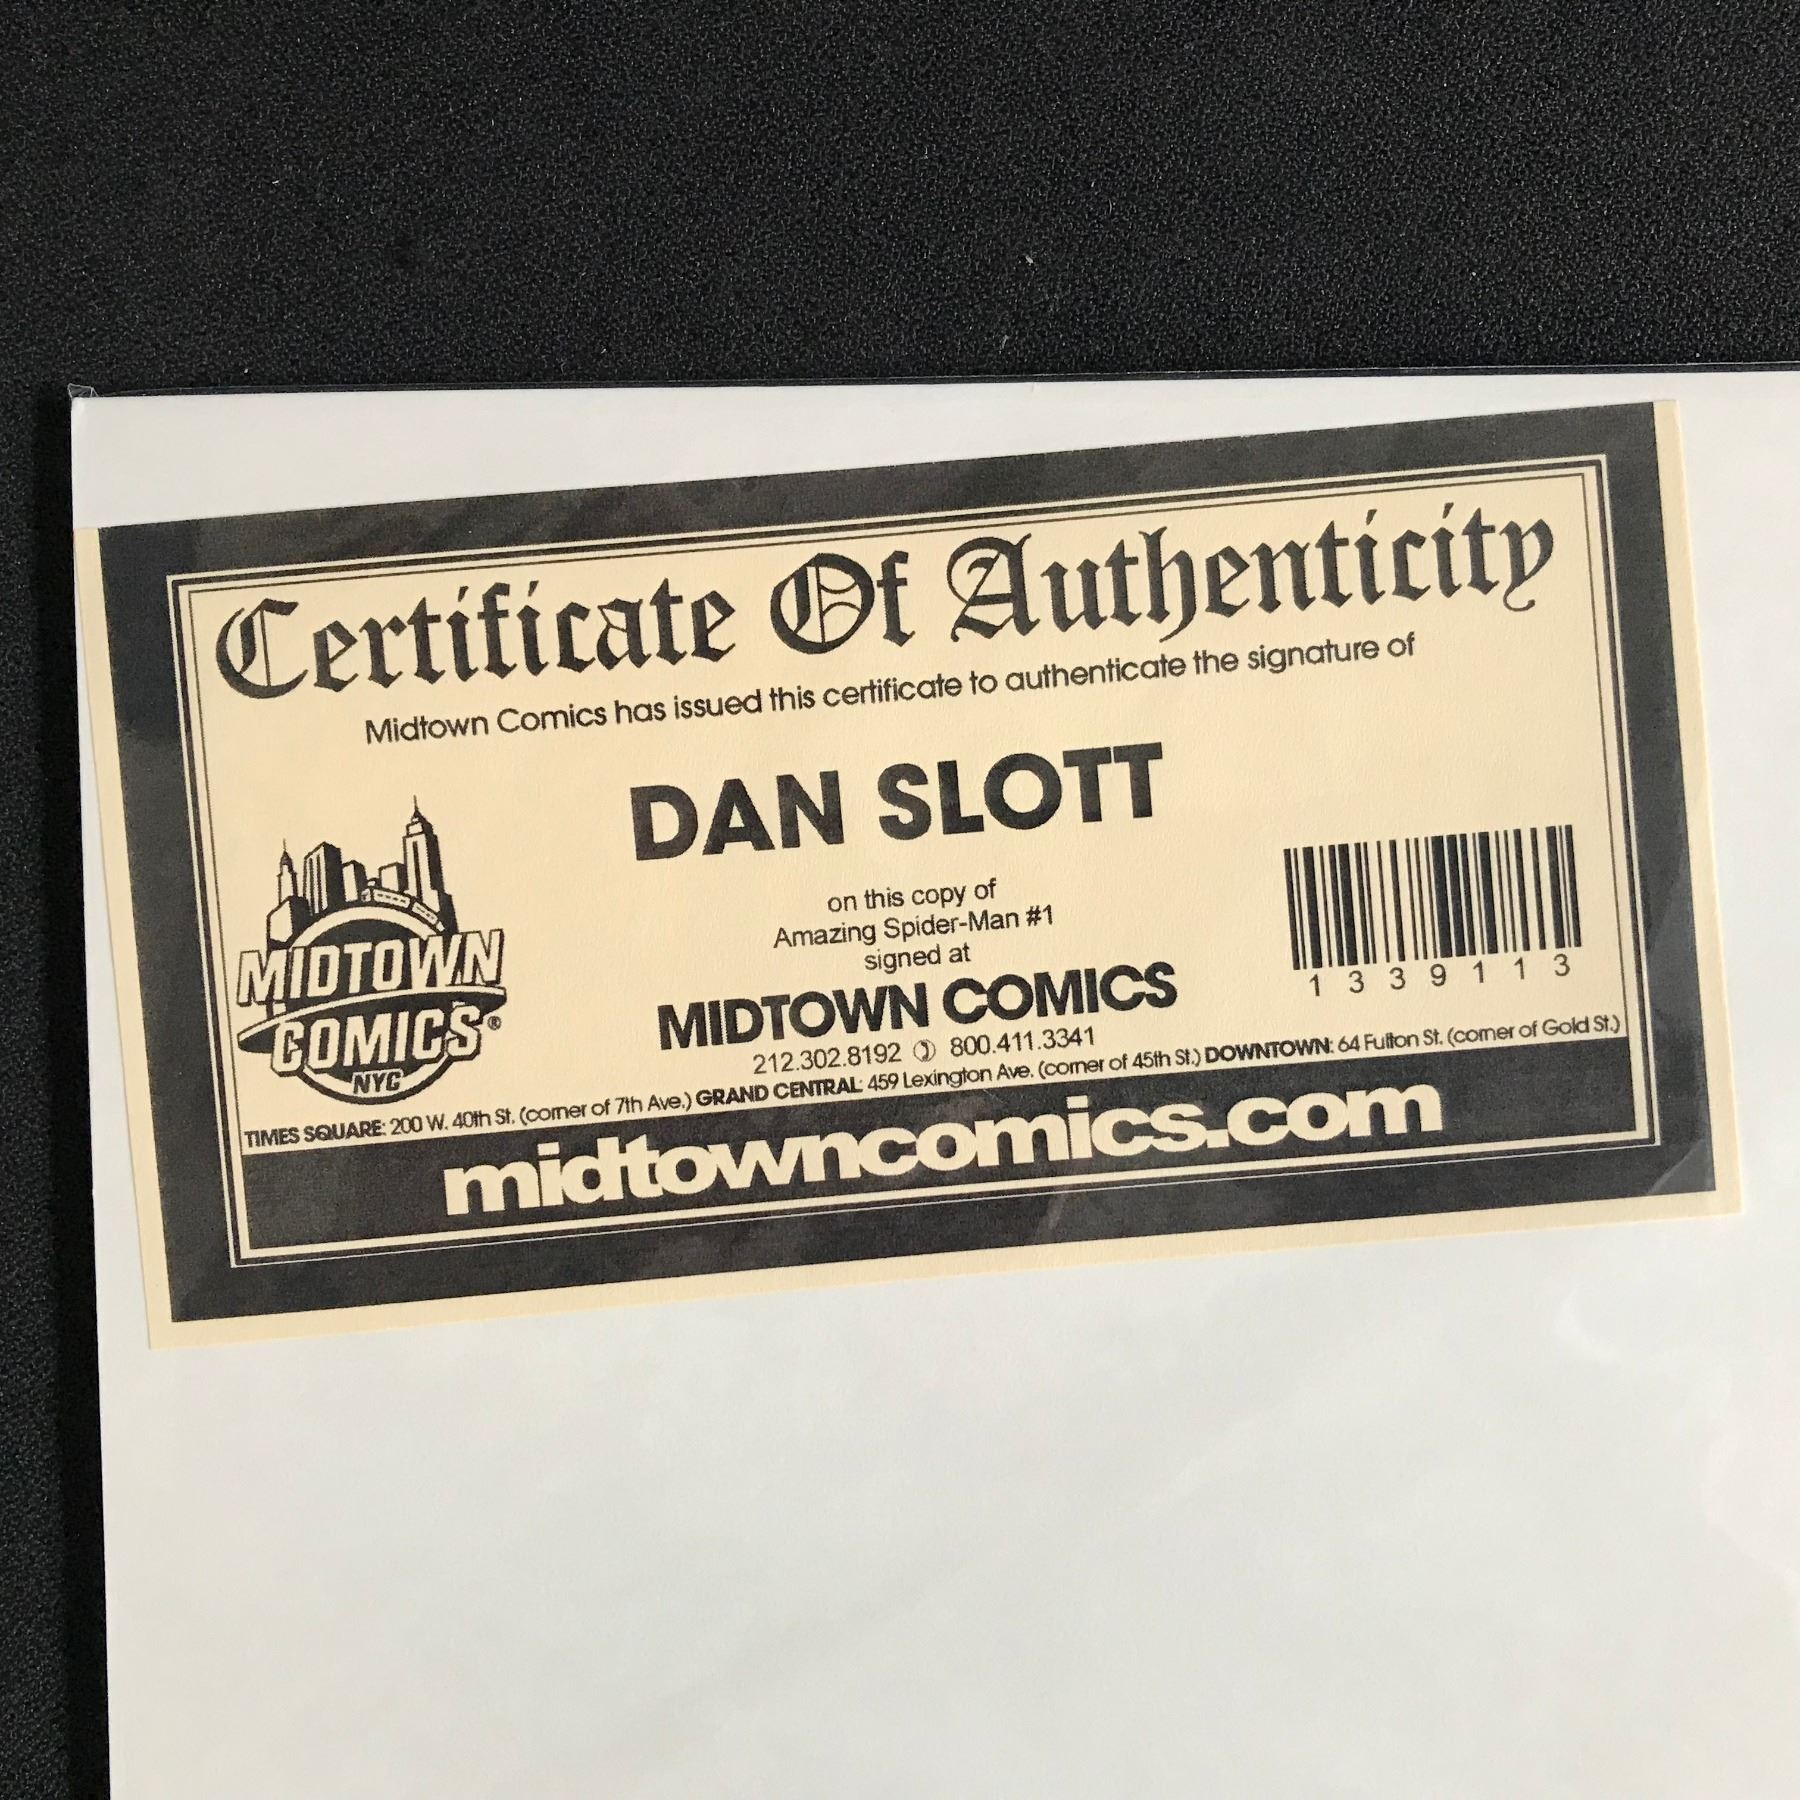 Certificate Of Authenticity
Midtown Comics has issued this certificate to authenticate the signature of
DAN SLOTT
on this copy of
Amazing Spider-Man #1
signed at
MIDTOWN COMICS
212.302.8192 800.411.3341
MIDTOWN
COMICS®
NYC
1339113
TIMES SQUARE: 200 W. 40th St. (corner of 7th Ave.) GRAND CENTRAL: 459 Lexington Ave. (corner of 45th St.) DOWNTOWN: 64 Fulton St. (corner of Gold St.)
midtowncomics.com